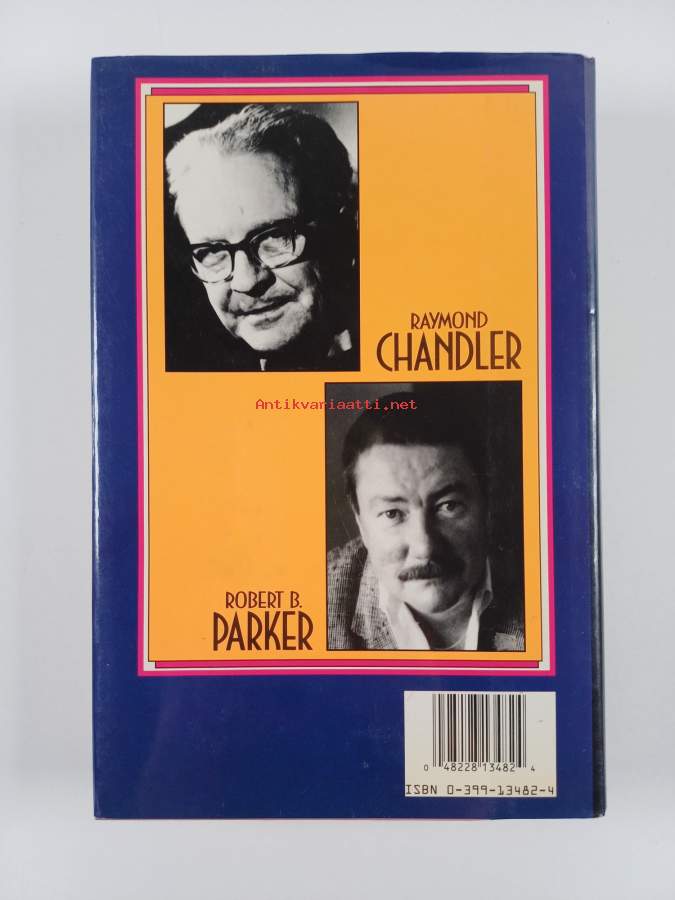 RAYMOND
CHANDLER
Antikvariaatti.net
ROBERT B.
PARKER
0 48228 13482 4
ISBN 0-399-13482-4